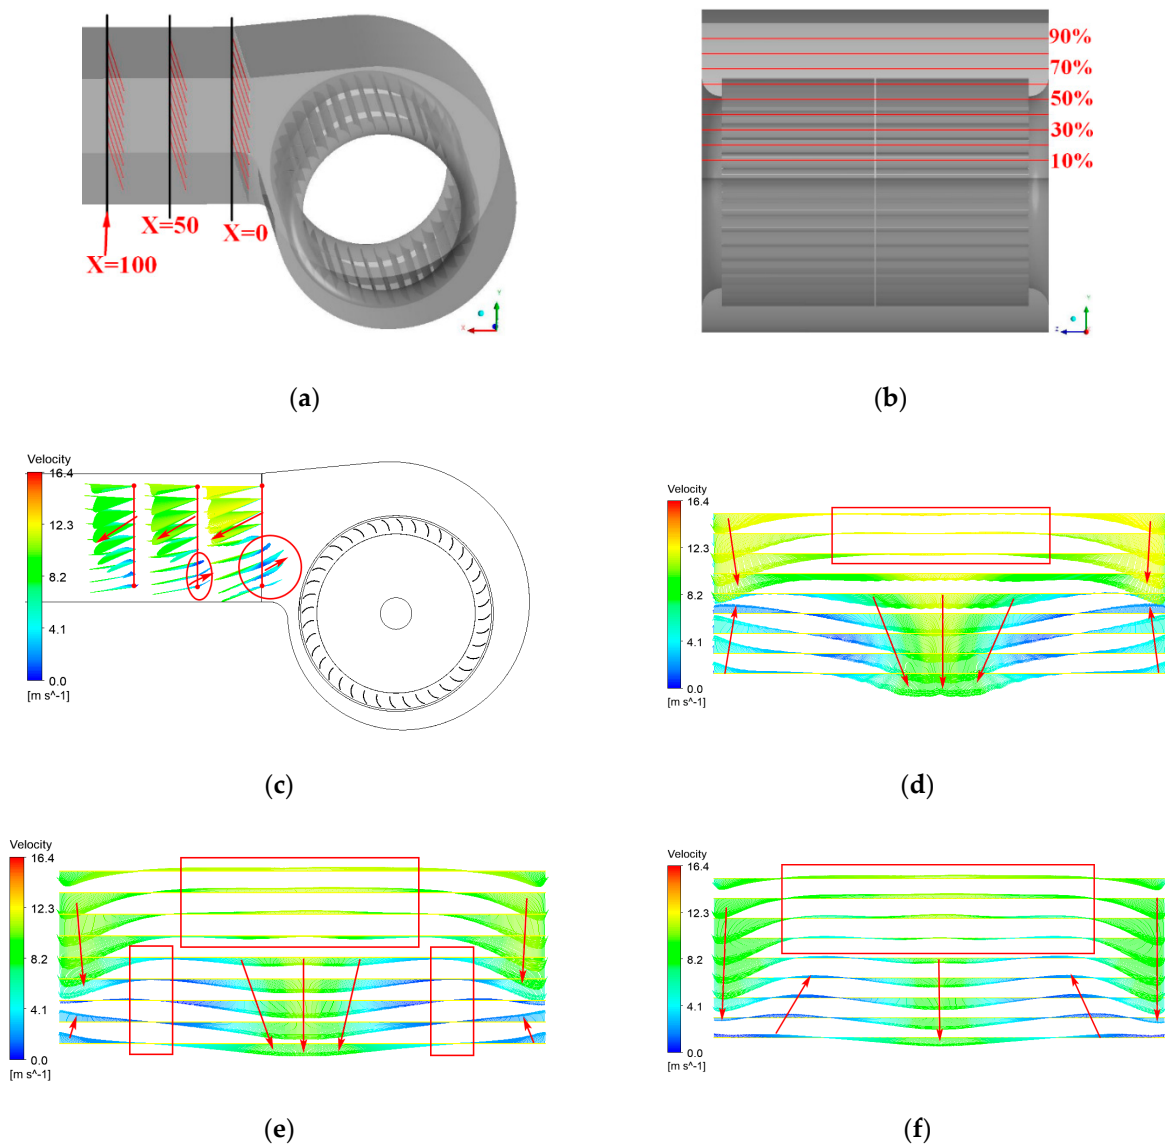 90%
70%
50%
30%
10%
X=0
X=50
X=100
Y
X
Y
Z
X
(a)
(b)
Velocity
16.4
12.3
8.2
4.1
0.0
[m s^-1]
(c)
Velocity
16.4
12.3
8.2
4.1
0.0
[m s^-1]
(d)
Velocity
16.4
12.3
8.2
4.1
0.0
[m s^-1]
(e)
Velocity
16.4
12.3
8.2
4.1
0.0
[m s^-1]
(f)